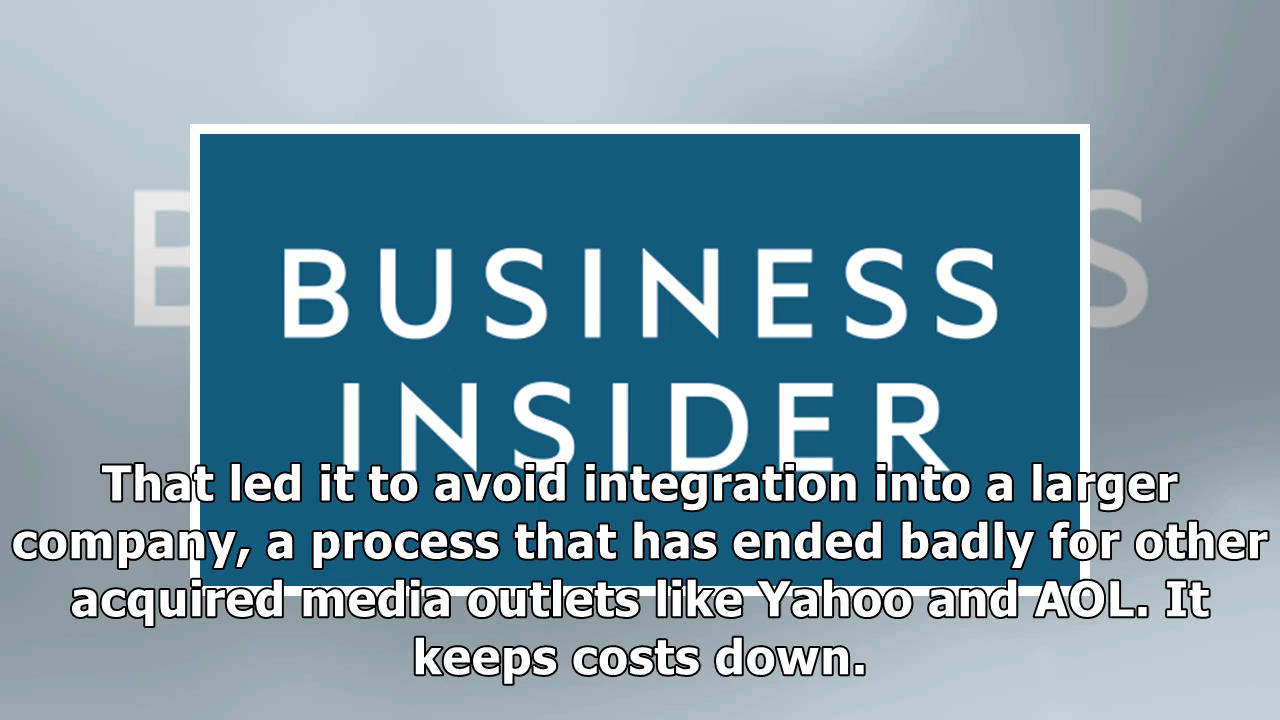 BUSINESS
INSIDER
That led it to avoid integration into a larger
company, a process that has ended badly for other
acquired media outlets like Yahoo and AOL. It
keeps costs down.